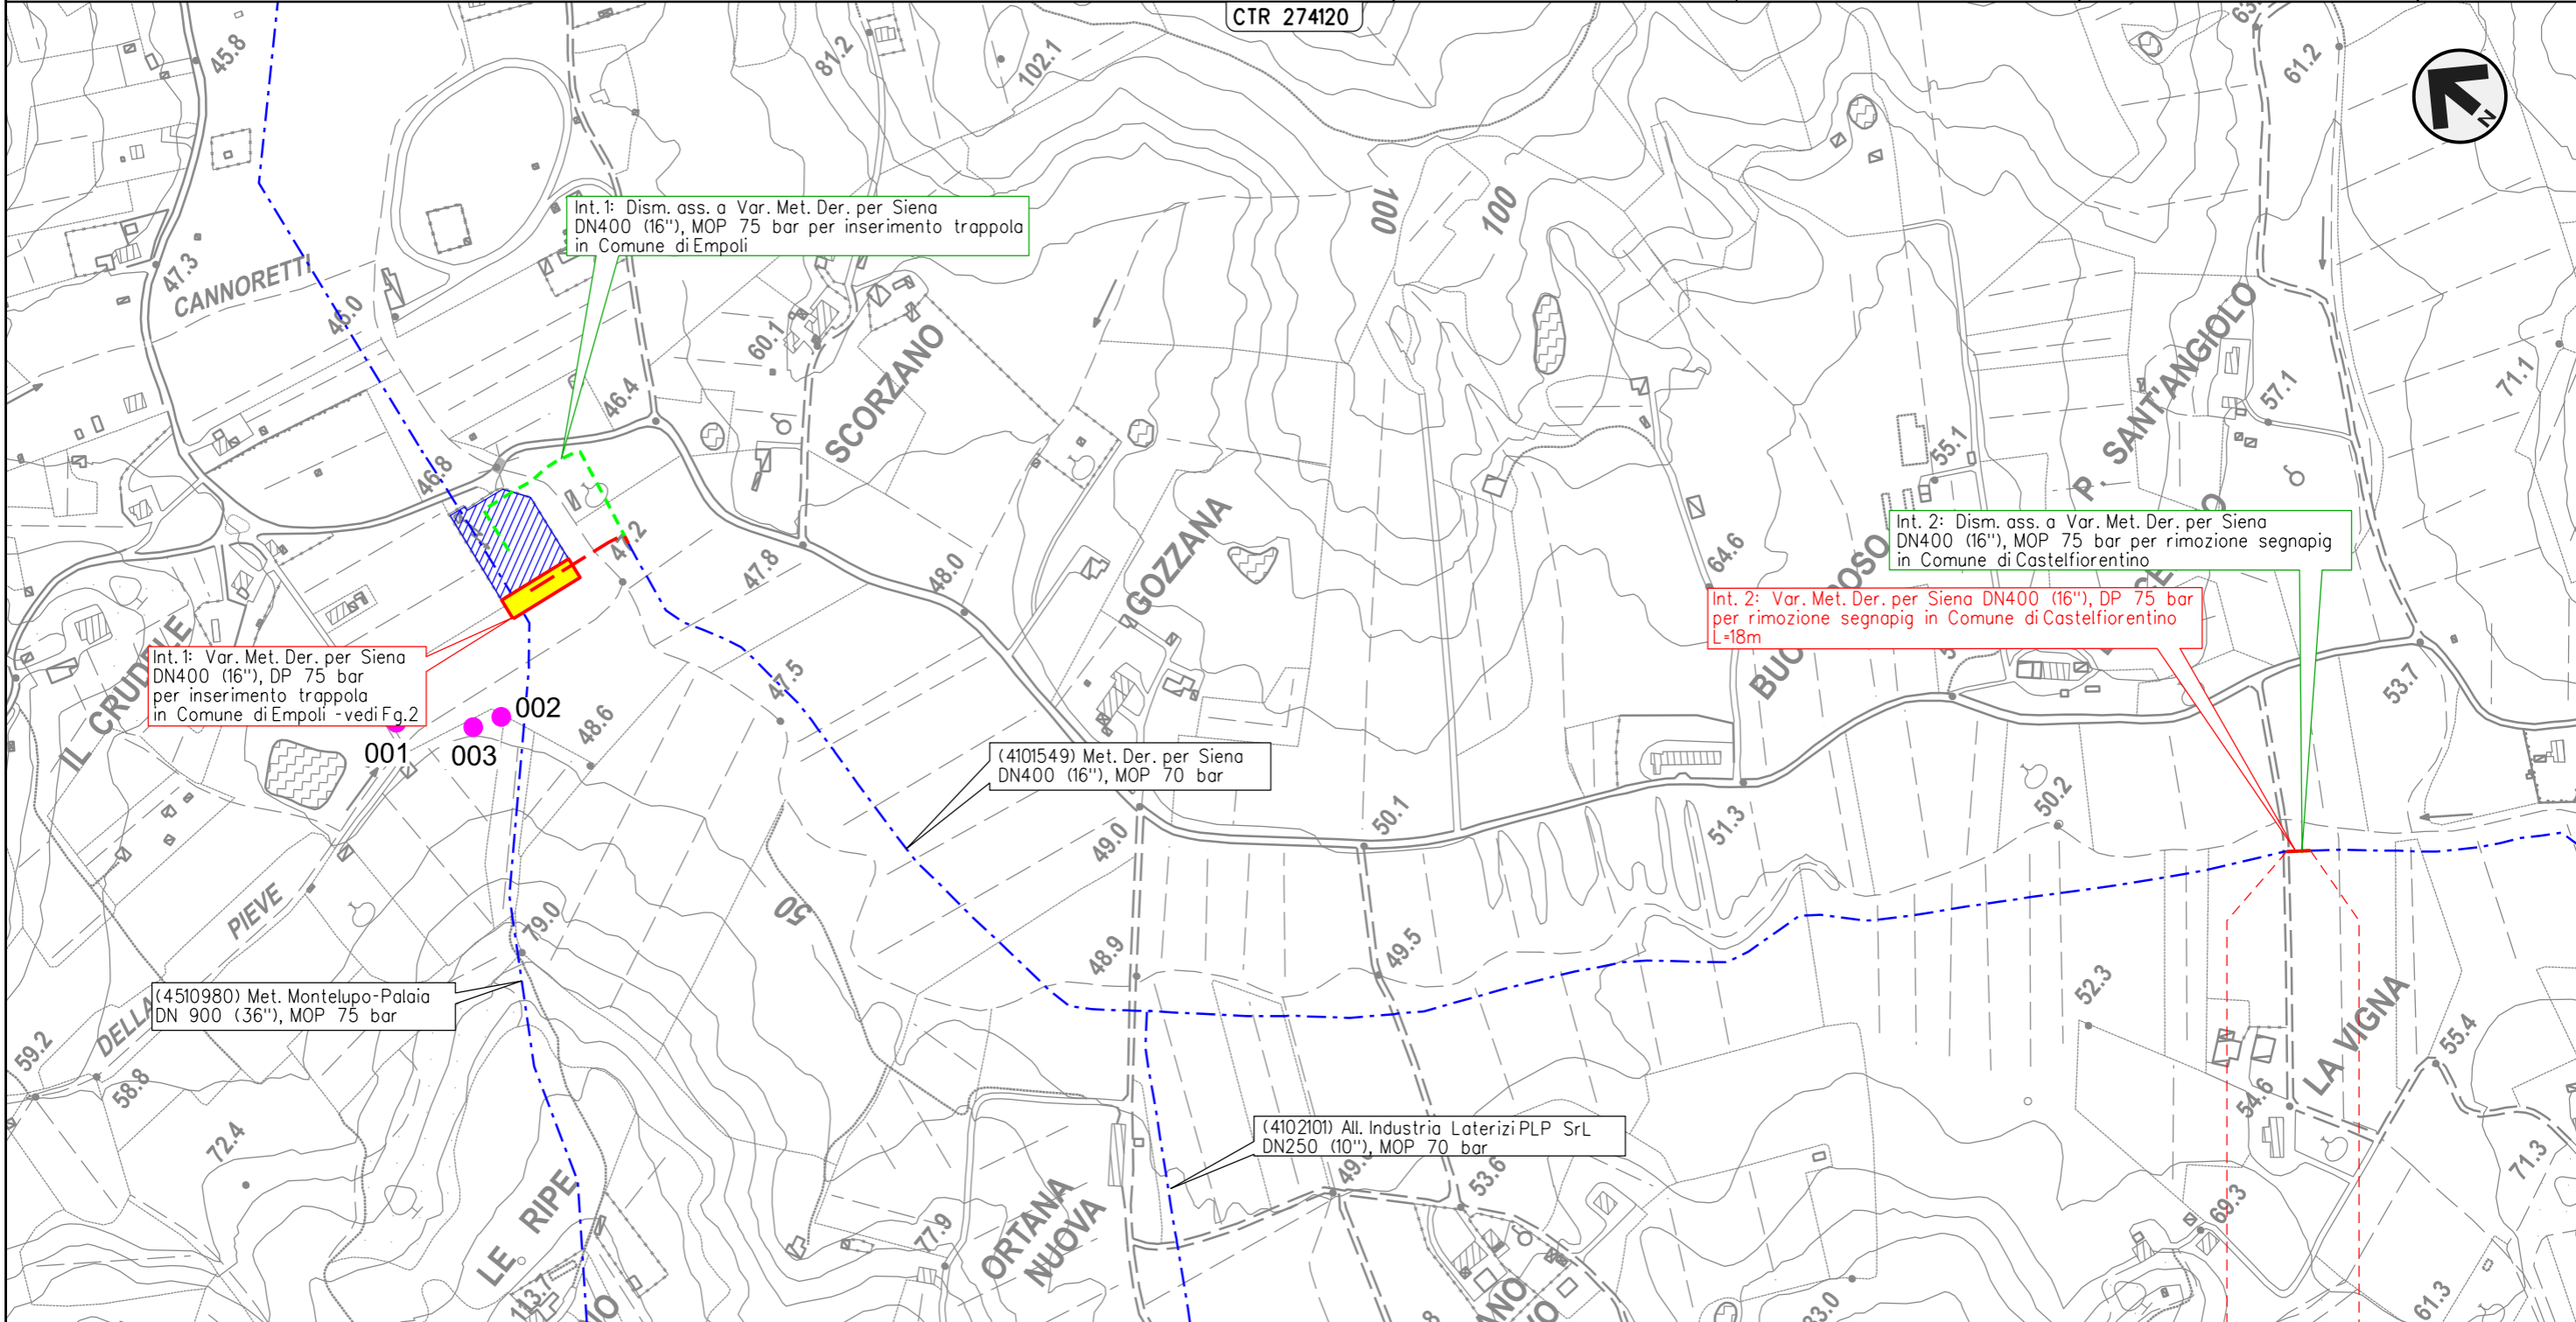 CTR 274120
N
45.8
81.2
102.1
63
61.2
47.3
CANNORETTI
45.0
Int. 1: Dism. ass. a Var. Met. Der. per Siena
DN400 (16"), MOP 75 bar per inserimento trappola
in Comune di Empoli
100
100
60.1
SCORZANO
46.4
46.8
47.2
47.8
48.0
GOZZANA
P. SANT'ANGIOLO
57.1
71.1
55.1
64.6
Int. 2: Dism. ass. a Var. Met. Der. per Siena
DN400 (16"), MOP 75 bar per rimozione segnapig
in Comune di Castelfiorentino
Int. 2: Var. Met. Der. per Siena DN400 (16"), DP 75 bar
per rimozione segnapig in Comune di Castelfiorentino
L=18m
53.7
IL CRUDELE
Int. 1: Var. Met. Der. per Siena
DN400 (16"), DP 75 bar
per inserimento trappola
in Comune di Empoli - vedi Fg.2
001
003
002
48.6
47.5
(4101549) Met. Der. per Siena
DN400 (16"), MOP 70 bar
49.0
50.1
51.3
50.2
50
PIEVE
DELLA
79.0
48.9
49.5
52.3
(4510980) Met. Montelupo-Palaia
DN 900 (36"), MOP 75 bar
59.2
58.8
72.4
LA VIGNA
55.4
54.6
(4102101) All. Industria Laterizi PLP SrL
DN250 (10"), MOP 70 bar
53.6
LE RIPE
113.7
77.9
ORTANA
NUOVA
69.3
71.3
61.3